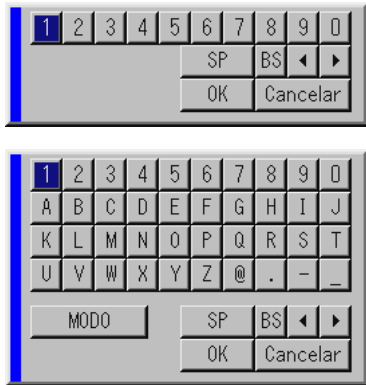 1 2 3 4 5 6 7 8 9 0
SP BS ◄ ►
OK Cancelar
1 2 3 4 5 6 7 8 9 0
A B C D E F G H I J
K L M N O P Q R S T
U V W X Y Z @ . - _
MODO SP BS ◄ ►
OK Cancelar